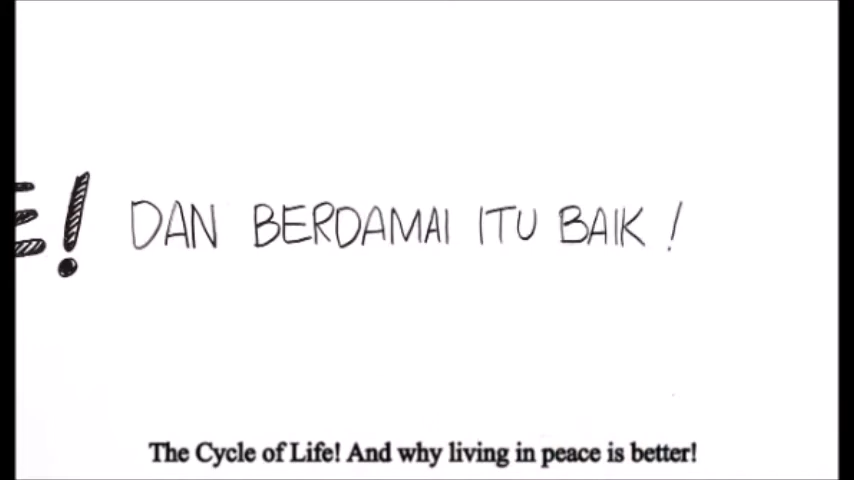 E! DAN BERDAMAI ITU BAIK!
The Cycle of Life! And why living in peace is better!